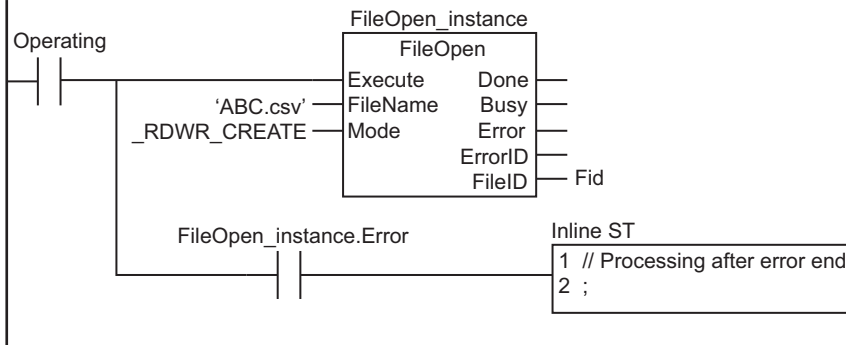 FileOpen_instance
Operating
FileOpen
Execute Done
‘ABC.csv’ FileName Busy
_RDWR_CREATE Mode Error
ErrorID
FileID Fid
FileOpen_instance.Error
Inline ST
1 // Processing after error end
2 ;